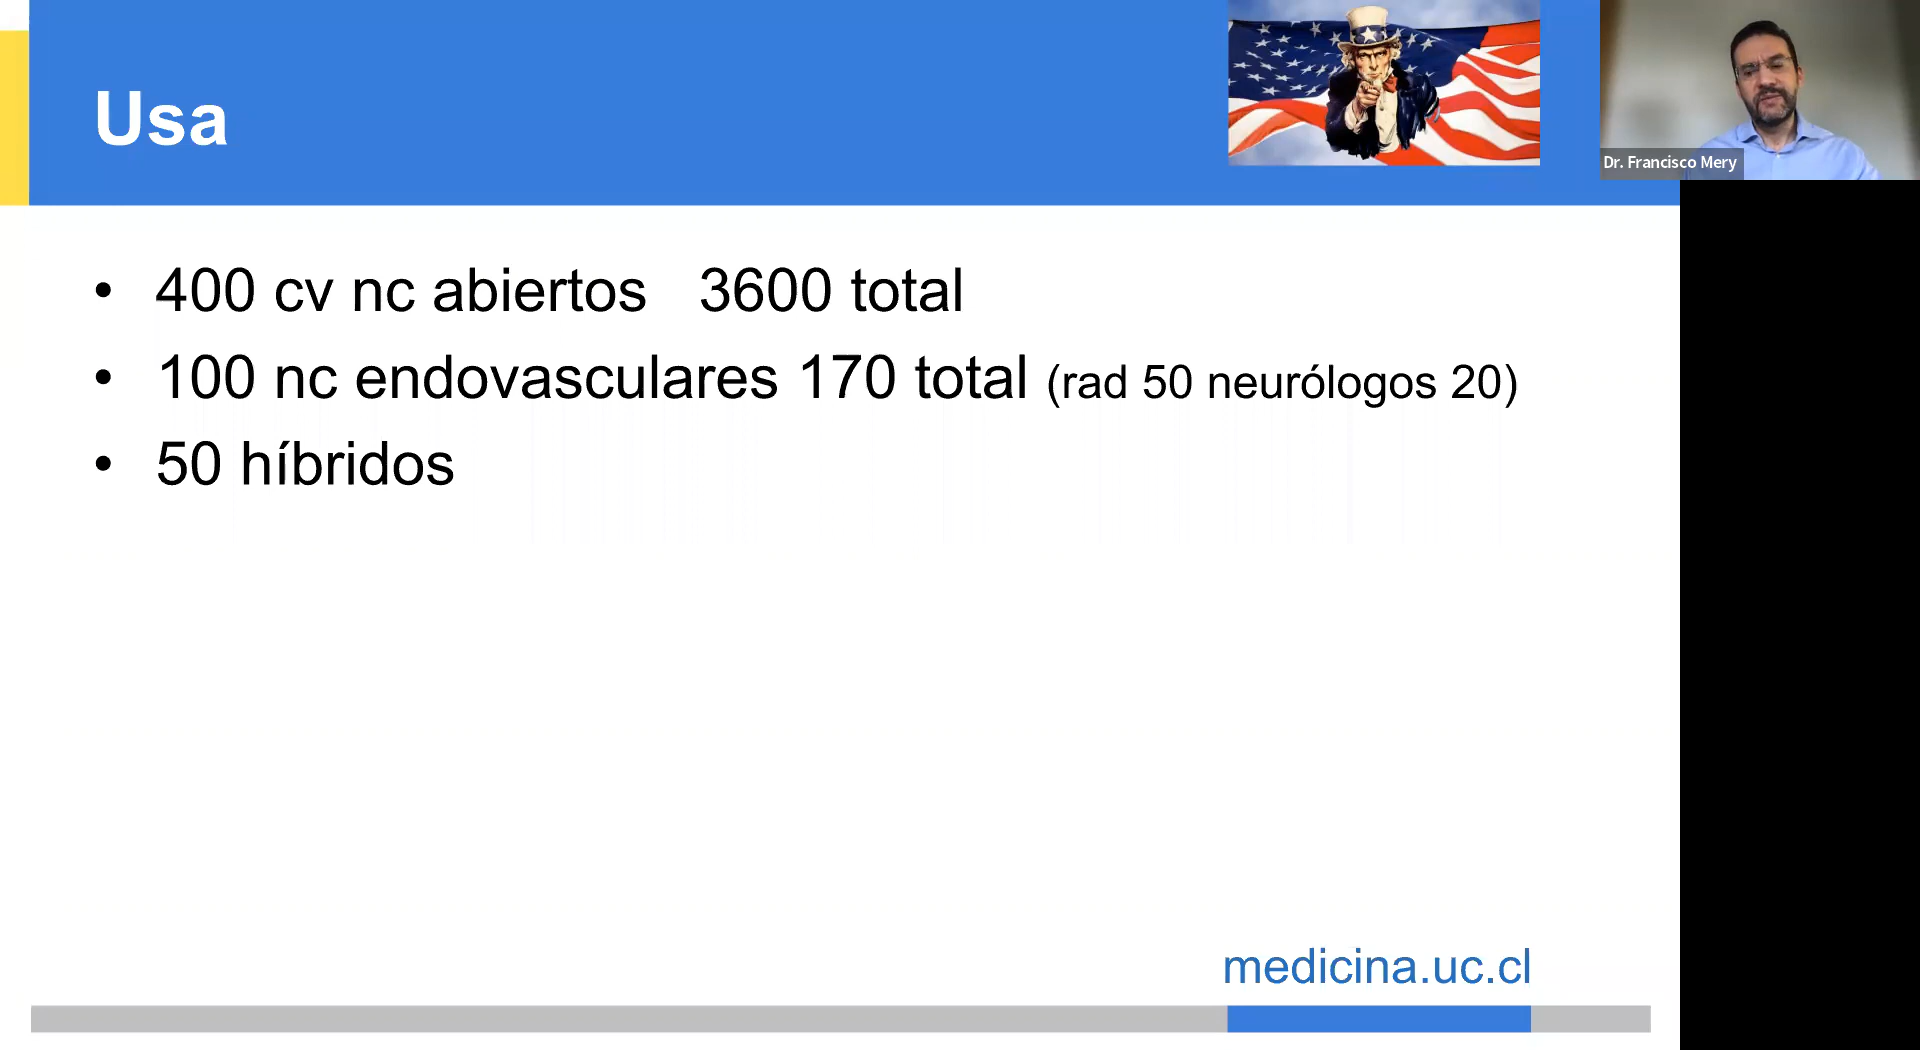 Usa
Dr. Francisco Mery
• 400 cv nc abiertos 3600 total
• 100 nc endovasculares 170 total (rad 50 neurólogos 20)
• 50 híbridos
medicina.uc.cl